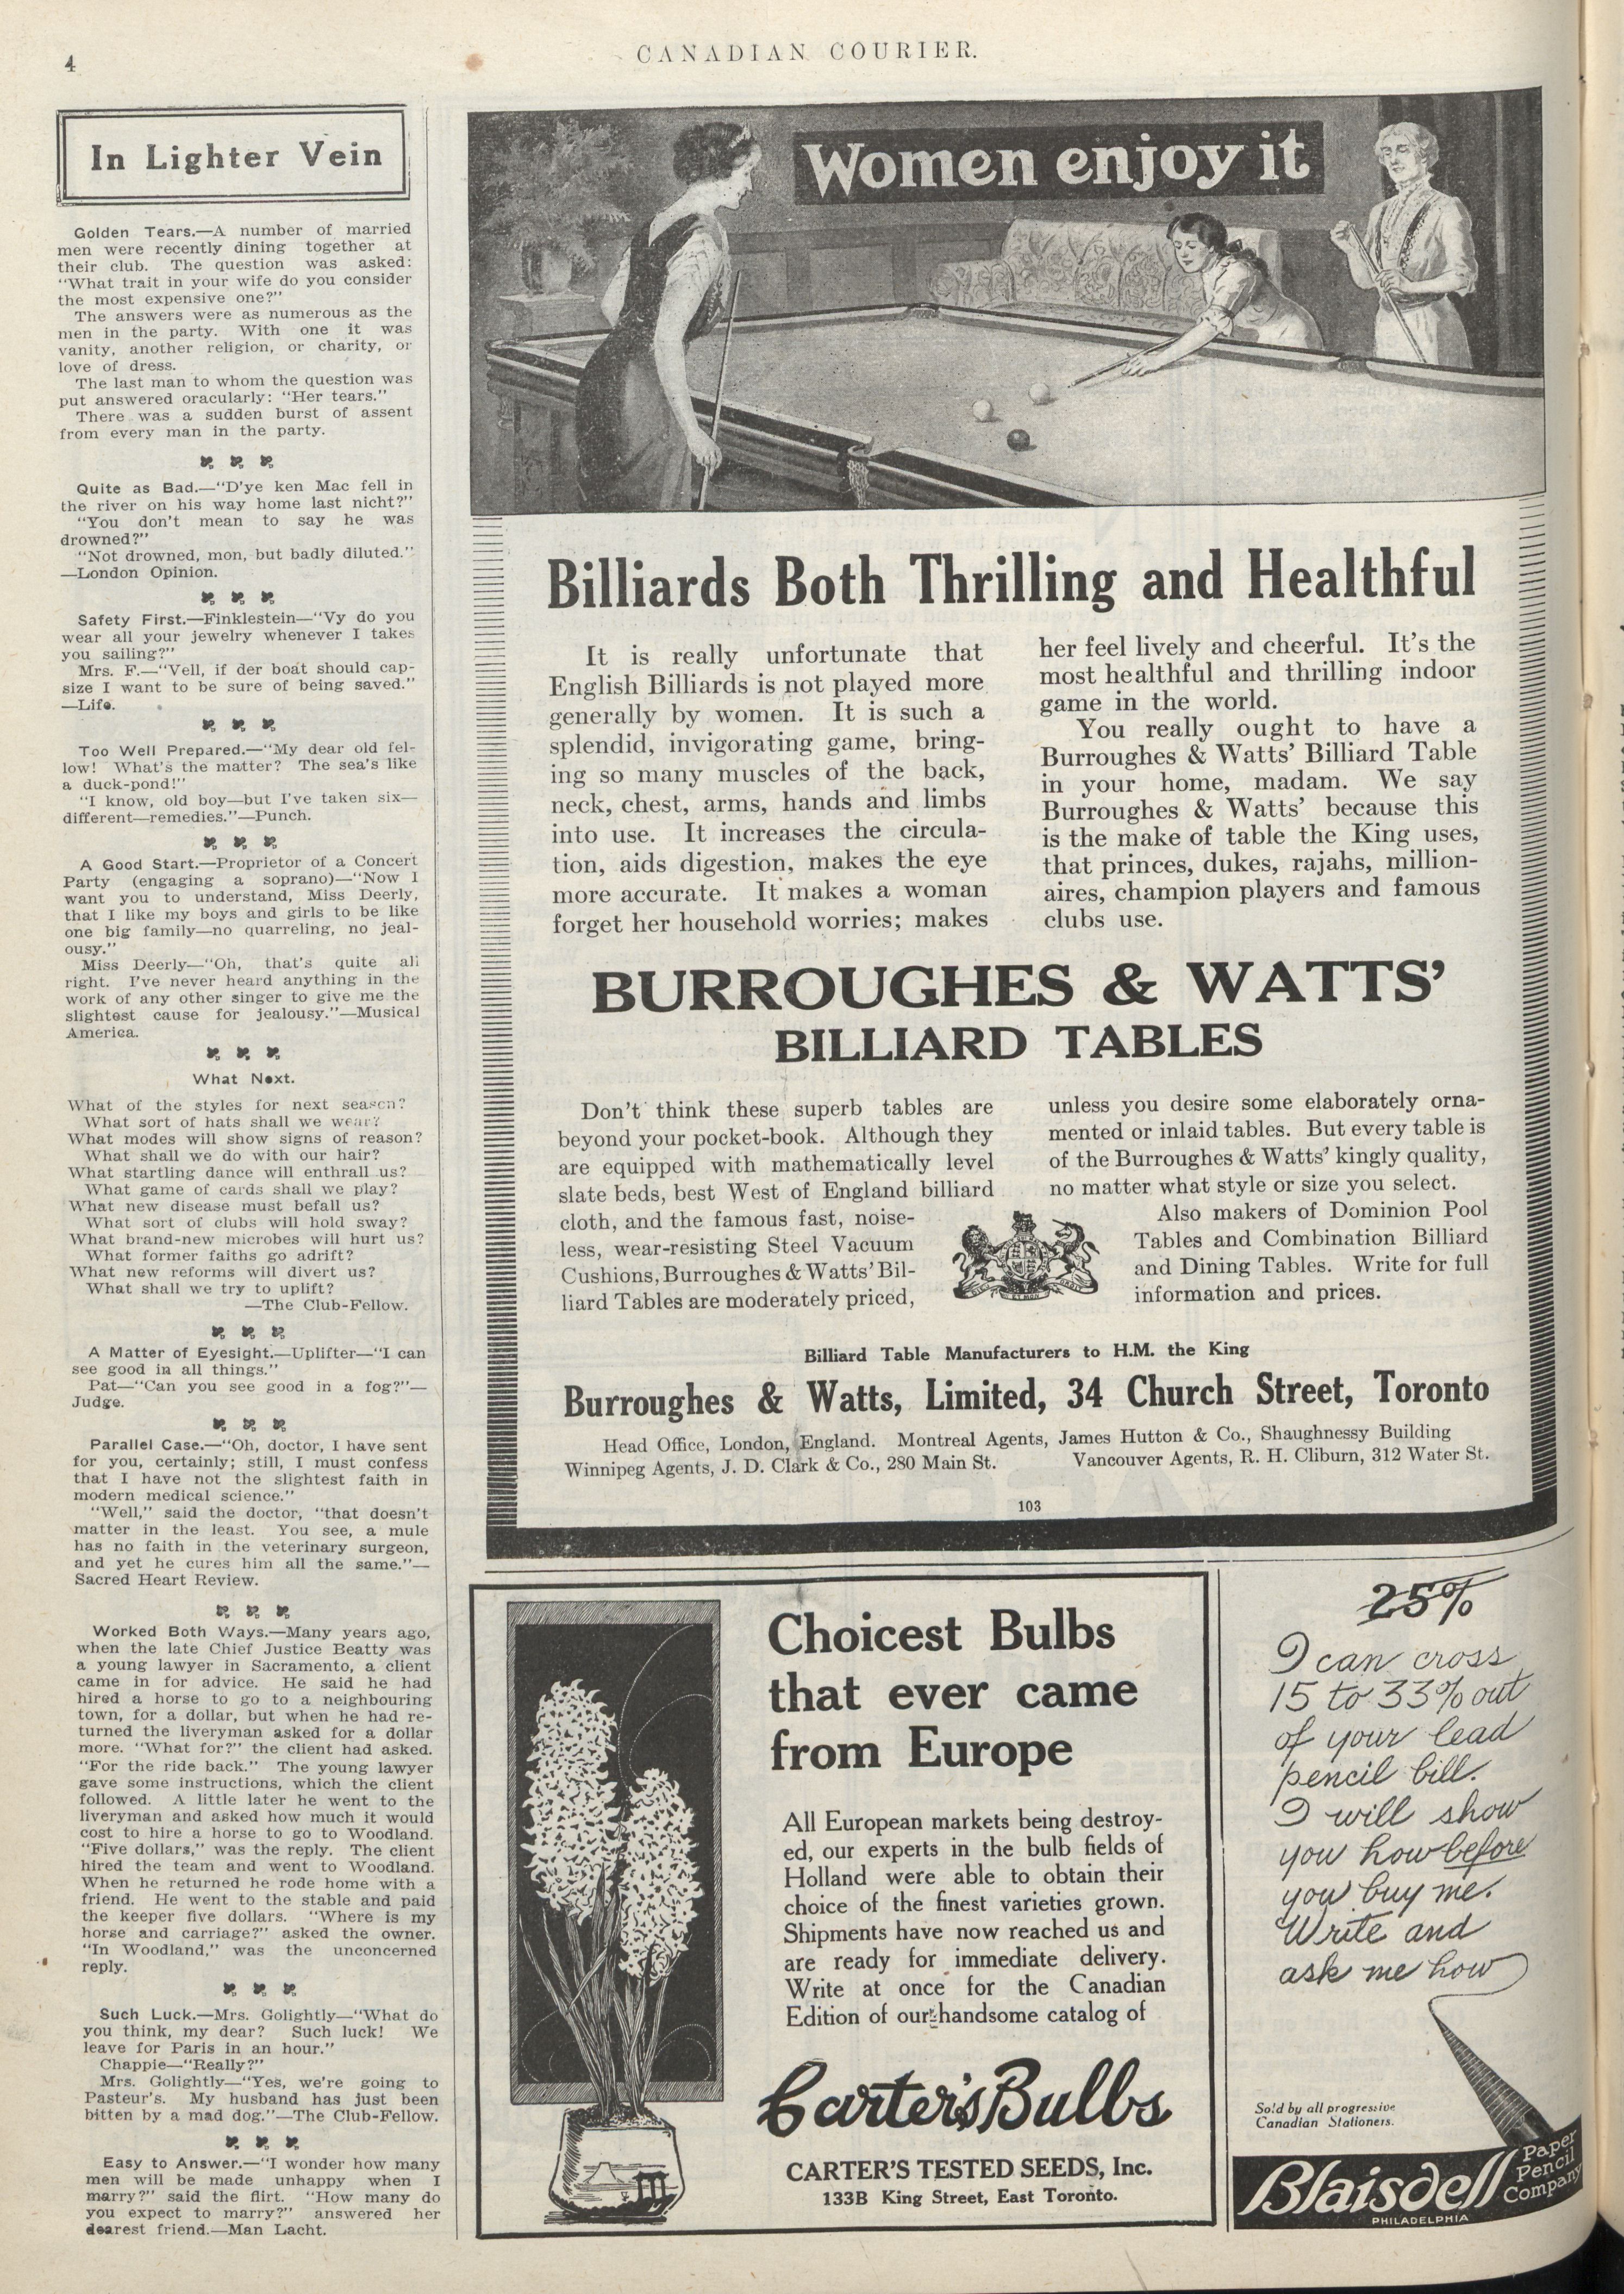 4
CANADIAN COURIER.
In Lighter Vein
Golden Tears.—A number of married
men were recently dining together at
their club. The question was asked:
"What trait in your wife do you consider
the most expensive one?"
The answers were as numerous as the
men in the party. With one it was
vanity, another religion, or charity, or
love of dress.
The last man to whom the question was
put answered oracularly: "Her tears."
There was a sudden burst of assent
from every man in the party.
Quite as Bad.—"D'ye ken Mac fell in
the river on his way home last nicht?"
"You don't mean to say he was
drowned?"
"Not drowned, mon, but badly diluted."
—London Opinion.
Safety First.—Finklestein—"Vy do you
wear all your jewelry whenever I takes
you sailing?"
Mrs. F.—"Vell, if der boat should cap-
size I want to be sure of being saved."
—Life.
Too Well Prepared.—"My dear old fel-
low! What's the matter? The sea's like
a duck-pond!"
"I know, old boy—but I've taken six—
different—remedies."—Punch.
A Good Start.—Proprietor of a Concert
Party (engaging a soprano)—"Now I
want you to understand, Miss Deerly,
that I like my boys and girls to be like
one big family—no quarreling, no jeal-
ousy."
Miss Deerly—"Oh, that's quite all
right. I've never heard anything in the
work of any other singer to give me the
slightest cause for jealousy."—Musical
America.
What Next.
What of the styles for next season?
What sort of hats shall we wear?
What modes will show signs of reason?
What shall we do with our hair?
What startling dance will enthrall us?
What game of cards shall we play?
What new disease must befall us?
What sort of clubs will hold sway?
What brand-new microbes will hurt us?
What former faiths go adrift?
What new reforms will divert us?
What shall we try to uplift?
—The Club-Fellow.
A Matter of Eyesight.—Uplifter—"I can
see good in all things."
Pat—"Can you see good in a fog?"—
Judge.
Parallel Case.—"Oh, doctor, I have sent
for you, certainly; still, I must confess
that I have not the slightest faith in
modern medical science."
"Well," said the doctor, "that doesn't
matter in the least. You see, a mule
has no faith in the veterinary surgeon,
and yet he cures him all the same."—
Sacred Heart Review.
Worked Both Ways.—Many years ago,
when the late Chief Justice Beatty was
a young lawyer in Sacramento, a client
came in for advice. He said he had
hired a horse to go to a neighbouring
town, for a dollar, but when he had re-
turned the liveryman asked for a dollar
more. "What for?" the client had asked.
"For the ride back." The young lawyer
gave some instructions, which the client
followed. A little later he went to the
liveryman and asked how much it would
cost to hire a horse to go to Woodland.
"Five dollars," was the reply. The client
hired the team and went to Woodland.
When he returned he rode home with a
friend. He went to the stable and paid
the keeper five dollars. "Where is my
horse and carriage?" asked the owner.
"In Woodland," was the unconcerned
reply.
Such Luck.—Mrs. Golightly—"What do
you think, my dear? Such luck! We
leave for Paris in an hour."
Chappie—"Really?"
Mrs. Golightly—"Yes, we're going to
Pasteur's. My husband has just been
bitten by a mad dog."—The Club-Fellow.
Easy to Answer.—"I wonder how many
men will be made unhappy when I
marry?" said the flirt. "How many do
you expect to marry?" answered her
dearest friend.—Man Lacht.
Women enjoy it
Billiards Both Thrilling and Healthful
It is really unfortunate that
English Billiards is not played more
generally by women. It is such a
splendid, invigorating game, bring-
ing so many muscles of the back,
neck, chest, arms, hands and limbs
into use. It increases the circula-
tion, aids digestion, makes the eye
more accurate. It makes a woman
forget her household worries; makes
her feel lively and cheerful. It's the
most healthful and thrilling indoor
game in the world.
You really ought to have a
Burroughes & Watts' Billiard Table
in your home, madam. We say
Burroughes & Watts' because this
is the make of table the King uses,
that princes, dukes, rajahs, million-
aires, champion players and famous
clubs use.
BURROUGHES & WATTS'
BILLIARD TABLES
Don't think these superb tables are
beyond your pocket-book. Although they
are equipped with mathematically level
slate beds, best West of England billiard
cloth, and the famous fast, noise-
less, wear-resisting Steel Vacuum
Cushions, Burroughes & Watts' Bil-
liard Tables are moderately priced,
unless you desire some elaborately orna-
mented or inlaid tables. But every table is
of the Burroughes & Watts' kingly quality,
no matter what style or size you select.
Also makers of Dominion Pool
Tables and Combination Billiard
and Dining Tables. Write for full
information and prices.
Billiard Table Manufacturers to H.M. the King
Burroughes & Watts, Limited, 34 Church Street, Toronto
Head Office, London, England. Montreal Agents, James Hutton & Co., Shaughnessy Building
Winnipeg Agents, J. D. Clark & Co., 280 Main St. Vancouver Agents, R. H. Cliburn, 312 Water St.
103
Choicest Bulbs
that ever came
from Europe
All European markets being destroy-
ed, our experts in the bulb fields of
Holland were able to obtain their
choice of the finest varieties grown.
Shipments have now reached us and
are ready for immediate delivery.
Write at once for the Canadian
Edition of our handsome catalog of
Carter's Bulbs
CARTER'S TESTED SEEDS, Inc.
133B King Street, East Toronto.
25%
I can cross
15 to 33% out
of your lead
pencil bill.
I will show
you how before
you buy me.
Write and
ask me how
Sold by all progressive
Canadian Stationers.
Blaisdell
Paper
Pencil
Company
PHILADELPHIA